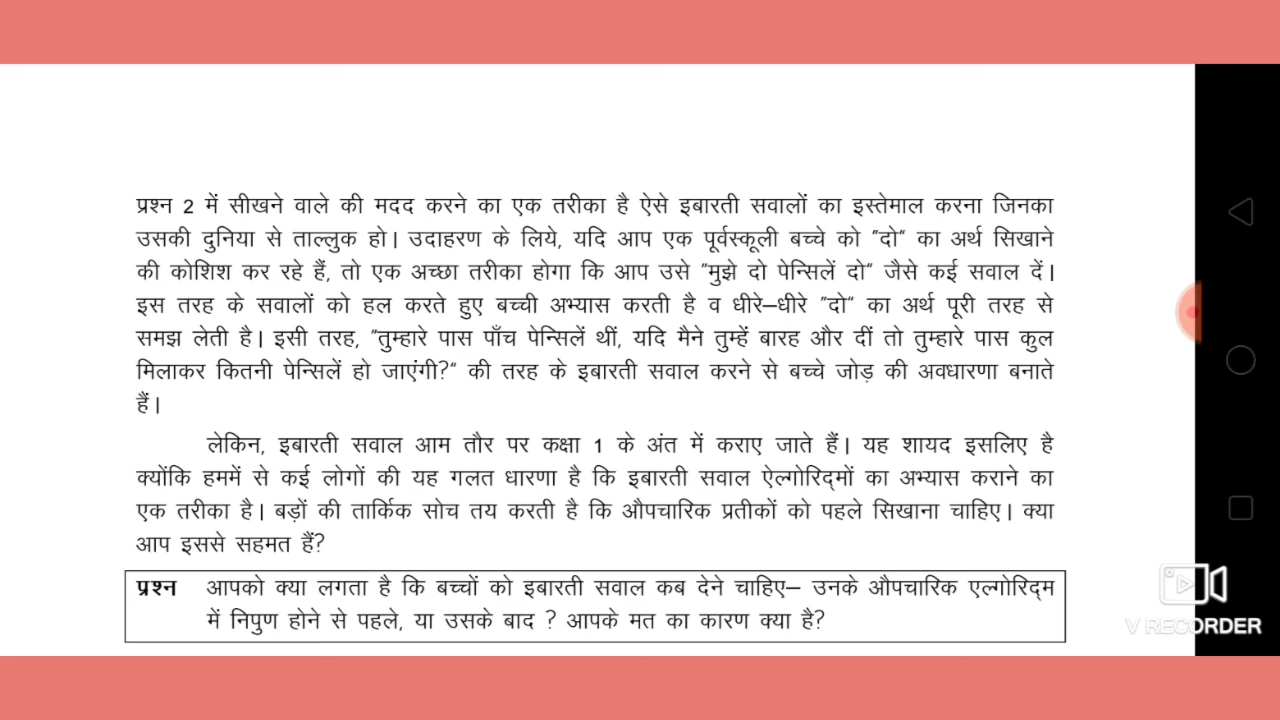 प्रश्न 2 में सीखने वाले की मदद करने का एक तरीका है ऐसे इबारती सवालों का इस्तेमाल करना जिनका
उसकी दुनिया से ताल्लुक हो। उदाहरण के लिये, यदि आप एक पूर्वस्कूली बच्चे को "दो" का अर्थ सिखाने
की कोशिश कर रहे हैं, तो एक अच्छा तरीका होगा कि आप उसे "मुझे दो पेन्सिलें दो" जैसे कई सवाल दें।
इस तरह के सवालों को हल करते हुए बच्ची अभ्यास करती है व धीरे–धीरे "दो" का अर्थ पूरी तरह से
समझ लेती है। इसी तरह, "तुम्हारे पास पाँच पेन्सिलें थीं, यदि मैने तुम्हें बारह और दीं तो तुम्हारे पास कुल
मिलाकर कितनी पेन्सिलें हो जाएंगी?" की तरह के इबारती सवाल करने से बच्चे जोड़ की अवधारणा बनाते
हैं।
लेकिन, इबारती सवाल आम तौर पर कक्षा 1 के अंत में कराए जाते हैं। यह शायद इसलिए है
क्योंकि हममें से कई लोगों की यह गलत धारणा है कि इबारती सवाल ऐल्गोरिद्मों का अभ्यास कराने का
एक तरीका है। बड़ों की तार्किक सोच तय करती है कि औपचारिक प्रतीकों को पहले सिखाना चाहिए। क्या
आप इससे सहमत हैं?
प्रश्न आपको क्या लगता है कि बच्चों को इबारती सवाल कब देने चाहिए– उनके औपचारिक एल्गोरिद्म
में निपुण होने से पहले, या उसके बाद ? आपके मत का कारण क्या है?
V RECORDER